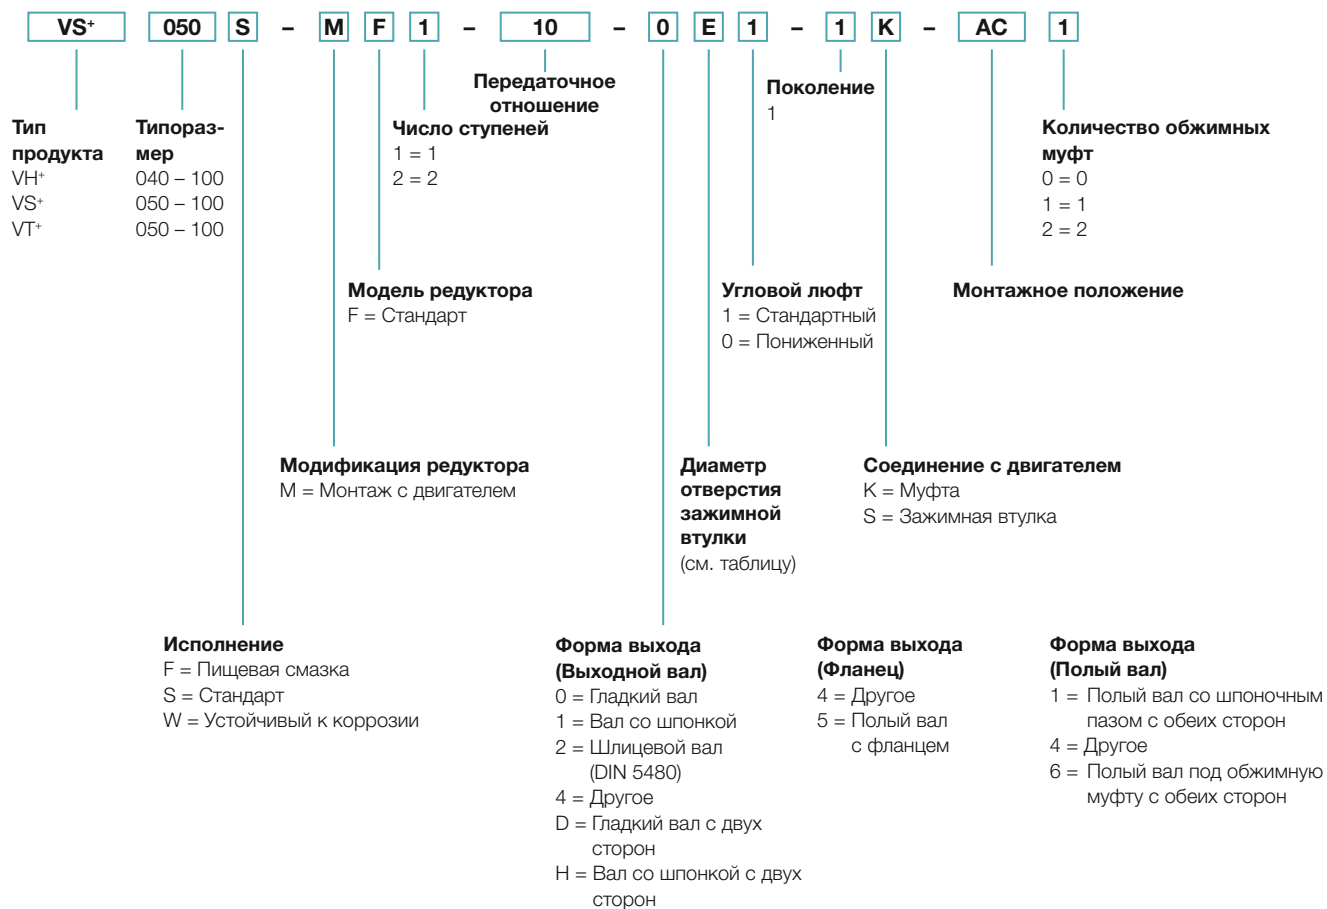 VS+ 050 S – M F 1 – 10 – 0 E 1 – 1 K – AC 1
Передаточное
отношение
Поколение
1
Тип
продукта
VH+
VS+
VT+
Типораз-
мер
040 – 100
050 – 100
050 – 100
Число ступеней
1 = 1
2 = 2
Количество обжимных
муфт
0 = 0
1 = 1
2 = 2
Модель редуктора
F = Стандарт
Угловой люфт
1 = Стандартный
0 = Пониженный
Монтажное положение
Модификация редуктора
M = Монтаж с двигателем
Диаметр
отверстия
зажимной
втулки
(см. таблицу)
Соединение с двигателем
K = Муфта
S = Зажимная втулка
Исполнение
F = Пищевая смазка
S = Стандарт
W = Устойчивый к коррозии
Форма выхода
(Выходной вал)
0 = Гладкий вал
1 = Вал со шпонкой
2 = Шлицевой вал
(DIN 5480)
4 = Другое
D = Гладкий вал с двух
сторон
H = Вал со шпонкой с двух
сторон
Форма выхода
(Фланец)
4 = Другое
5 = Полый вал
с фланцем
Форма выхода
(Полый вал)
1 = Полый вал со шпоночным
пазом с обеих сторон
4 = Другое
6 = Полый вал под обжимную
муфту с обеих сторон